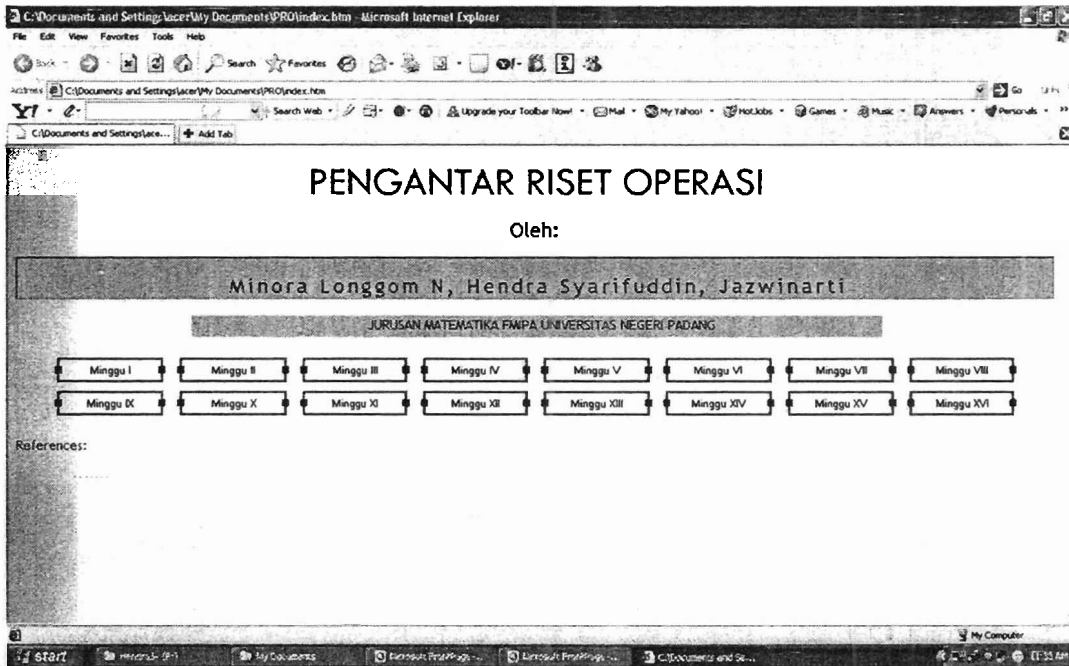 C:\Documents and Settings\acer\My Documents\PRO\index.htm - Microsoft Internet Explorer
File Edit View Favorites Tools Help
Back Search Favorites
Address C:\Documents and Settings\acer\My Documents\PRO\index.htm Go
Y! Search Web Upgrade your Toolbar Now! Mail My Yahoo! HotJobs Games Music Answers Personals
C:\Documents and Settings\ace... Add Tab
PENGANTAR RISET OPERASI
Oleh:
Minora Longgom N, Hendra Syarifuddin, Jazwinarti
JURUSAN MATEMATIKA FMIPA UNIVERSITAS NEGERI PADANG
Minggu I Minggu II Minggu III Minggu IV Minggu V Minggu VI Minggu VII Minggu VIII
Minggu IX Minggu X Minggu XI Minggu XII Minggu XIII Minggu XIV Minggu XV Minggu XVI
References:
My Computer
start My Documents C:\Documents and Se...